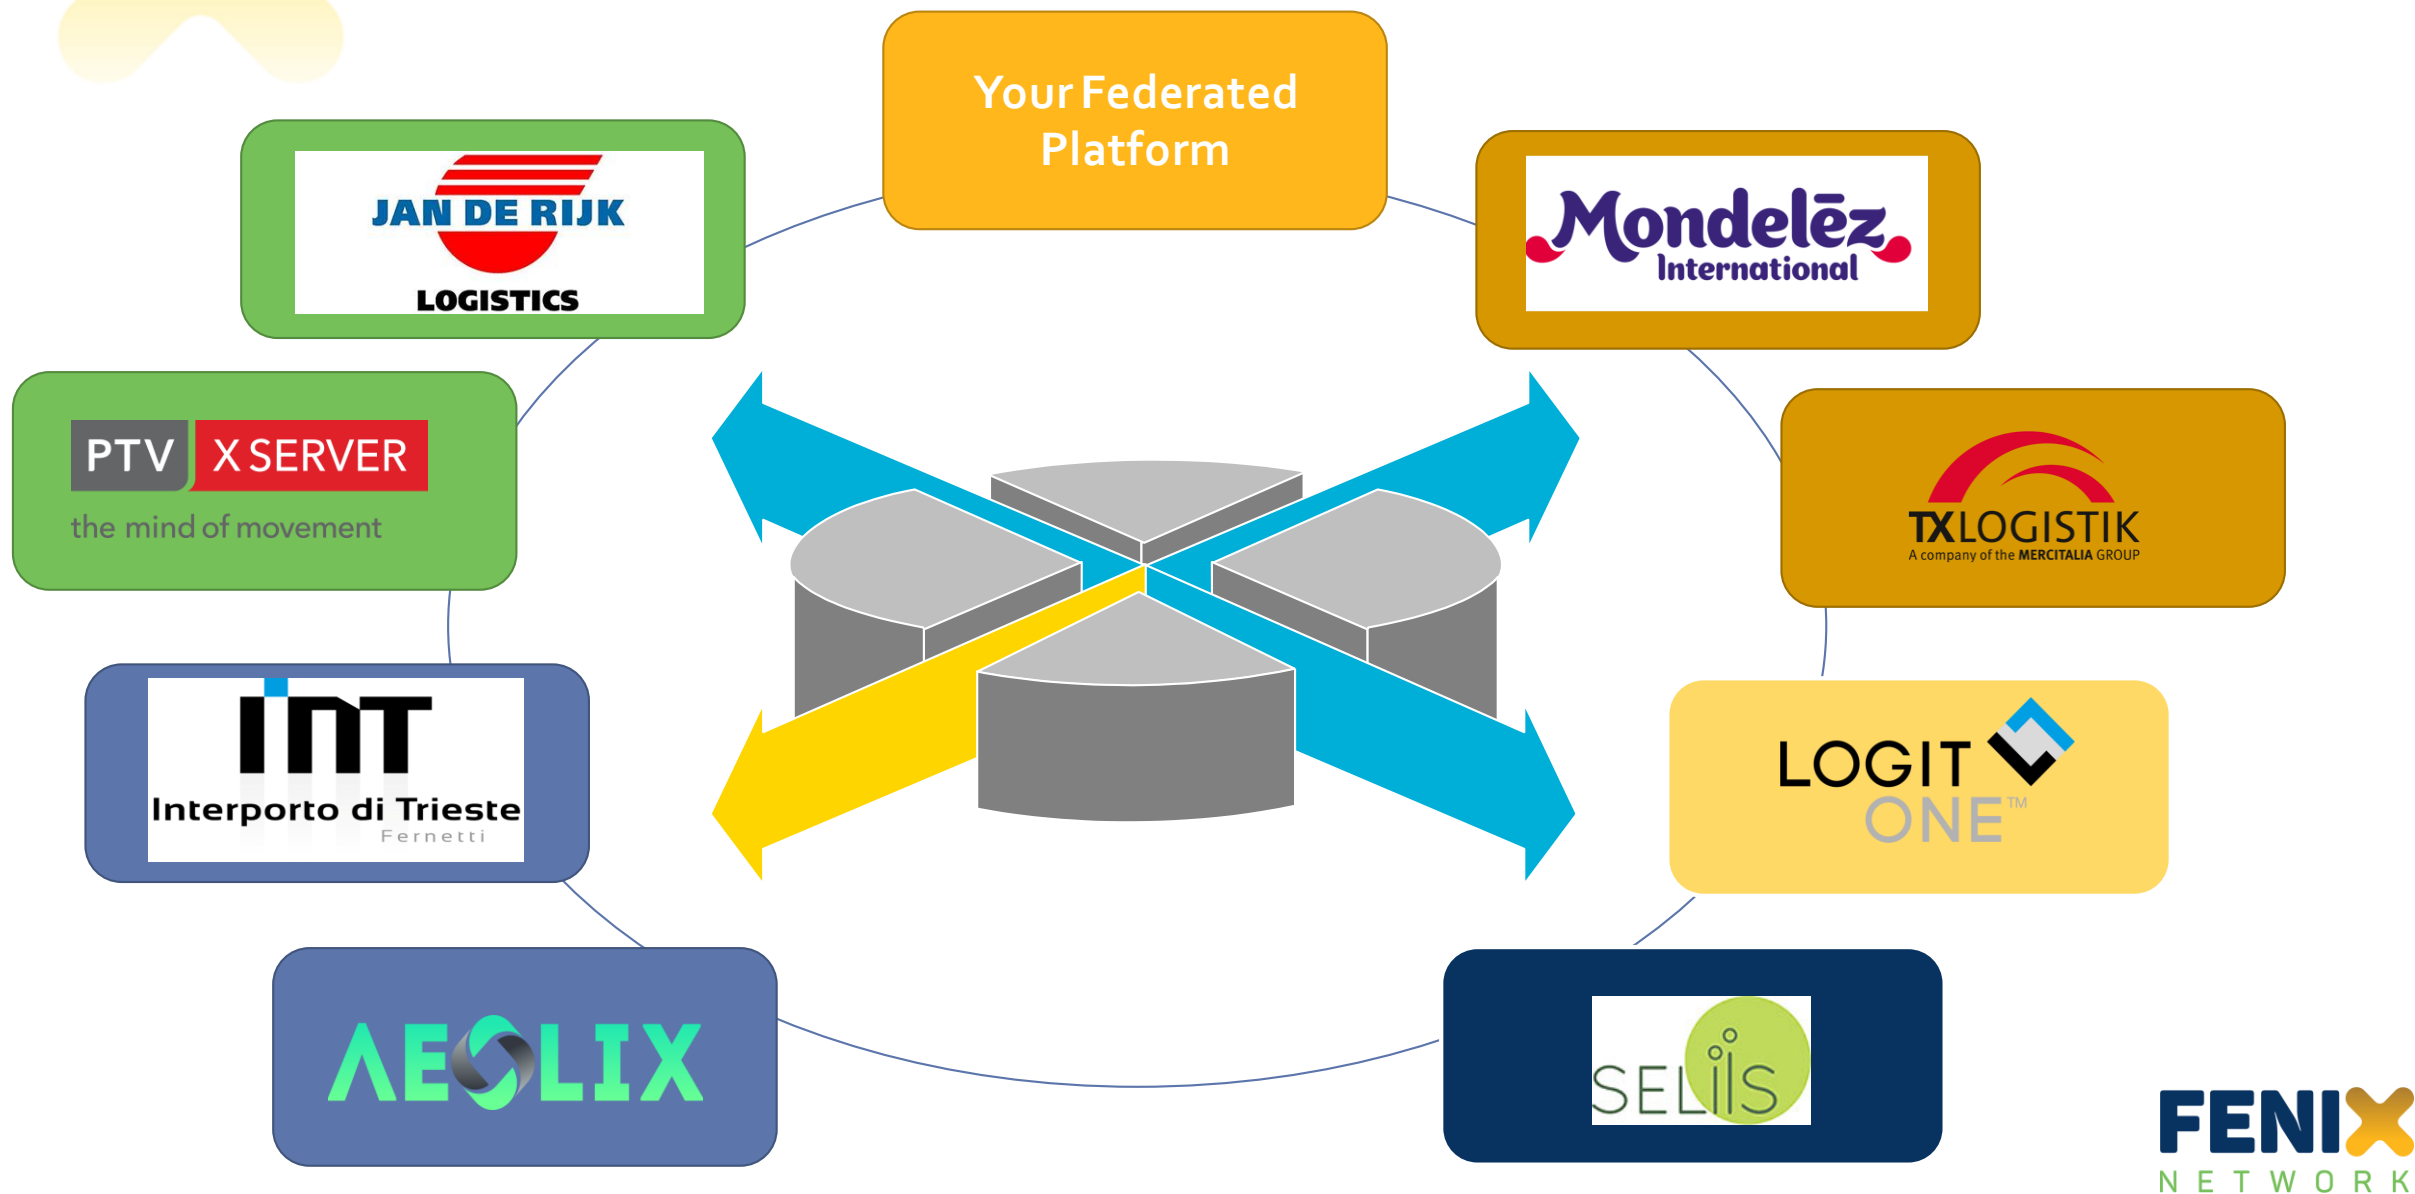 Your Federated
Platform
JAN DE RIJK
LOGISTICS
Mondelēz
International
PTV X SERVER
the mind of movement
TXLOGISTIK
A company of the MERCITALIA GROUP
INT
Interporto di Trieste
Fernetti
LOGIT
ONE™
AEOLIX
SELIIS
FENIX
NETWORK